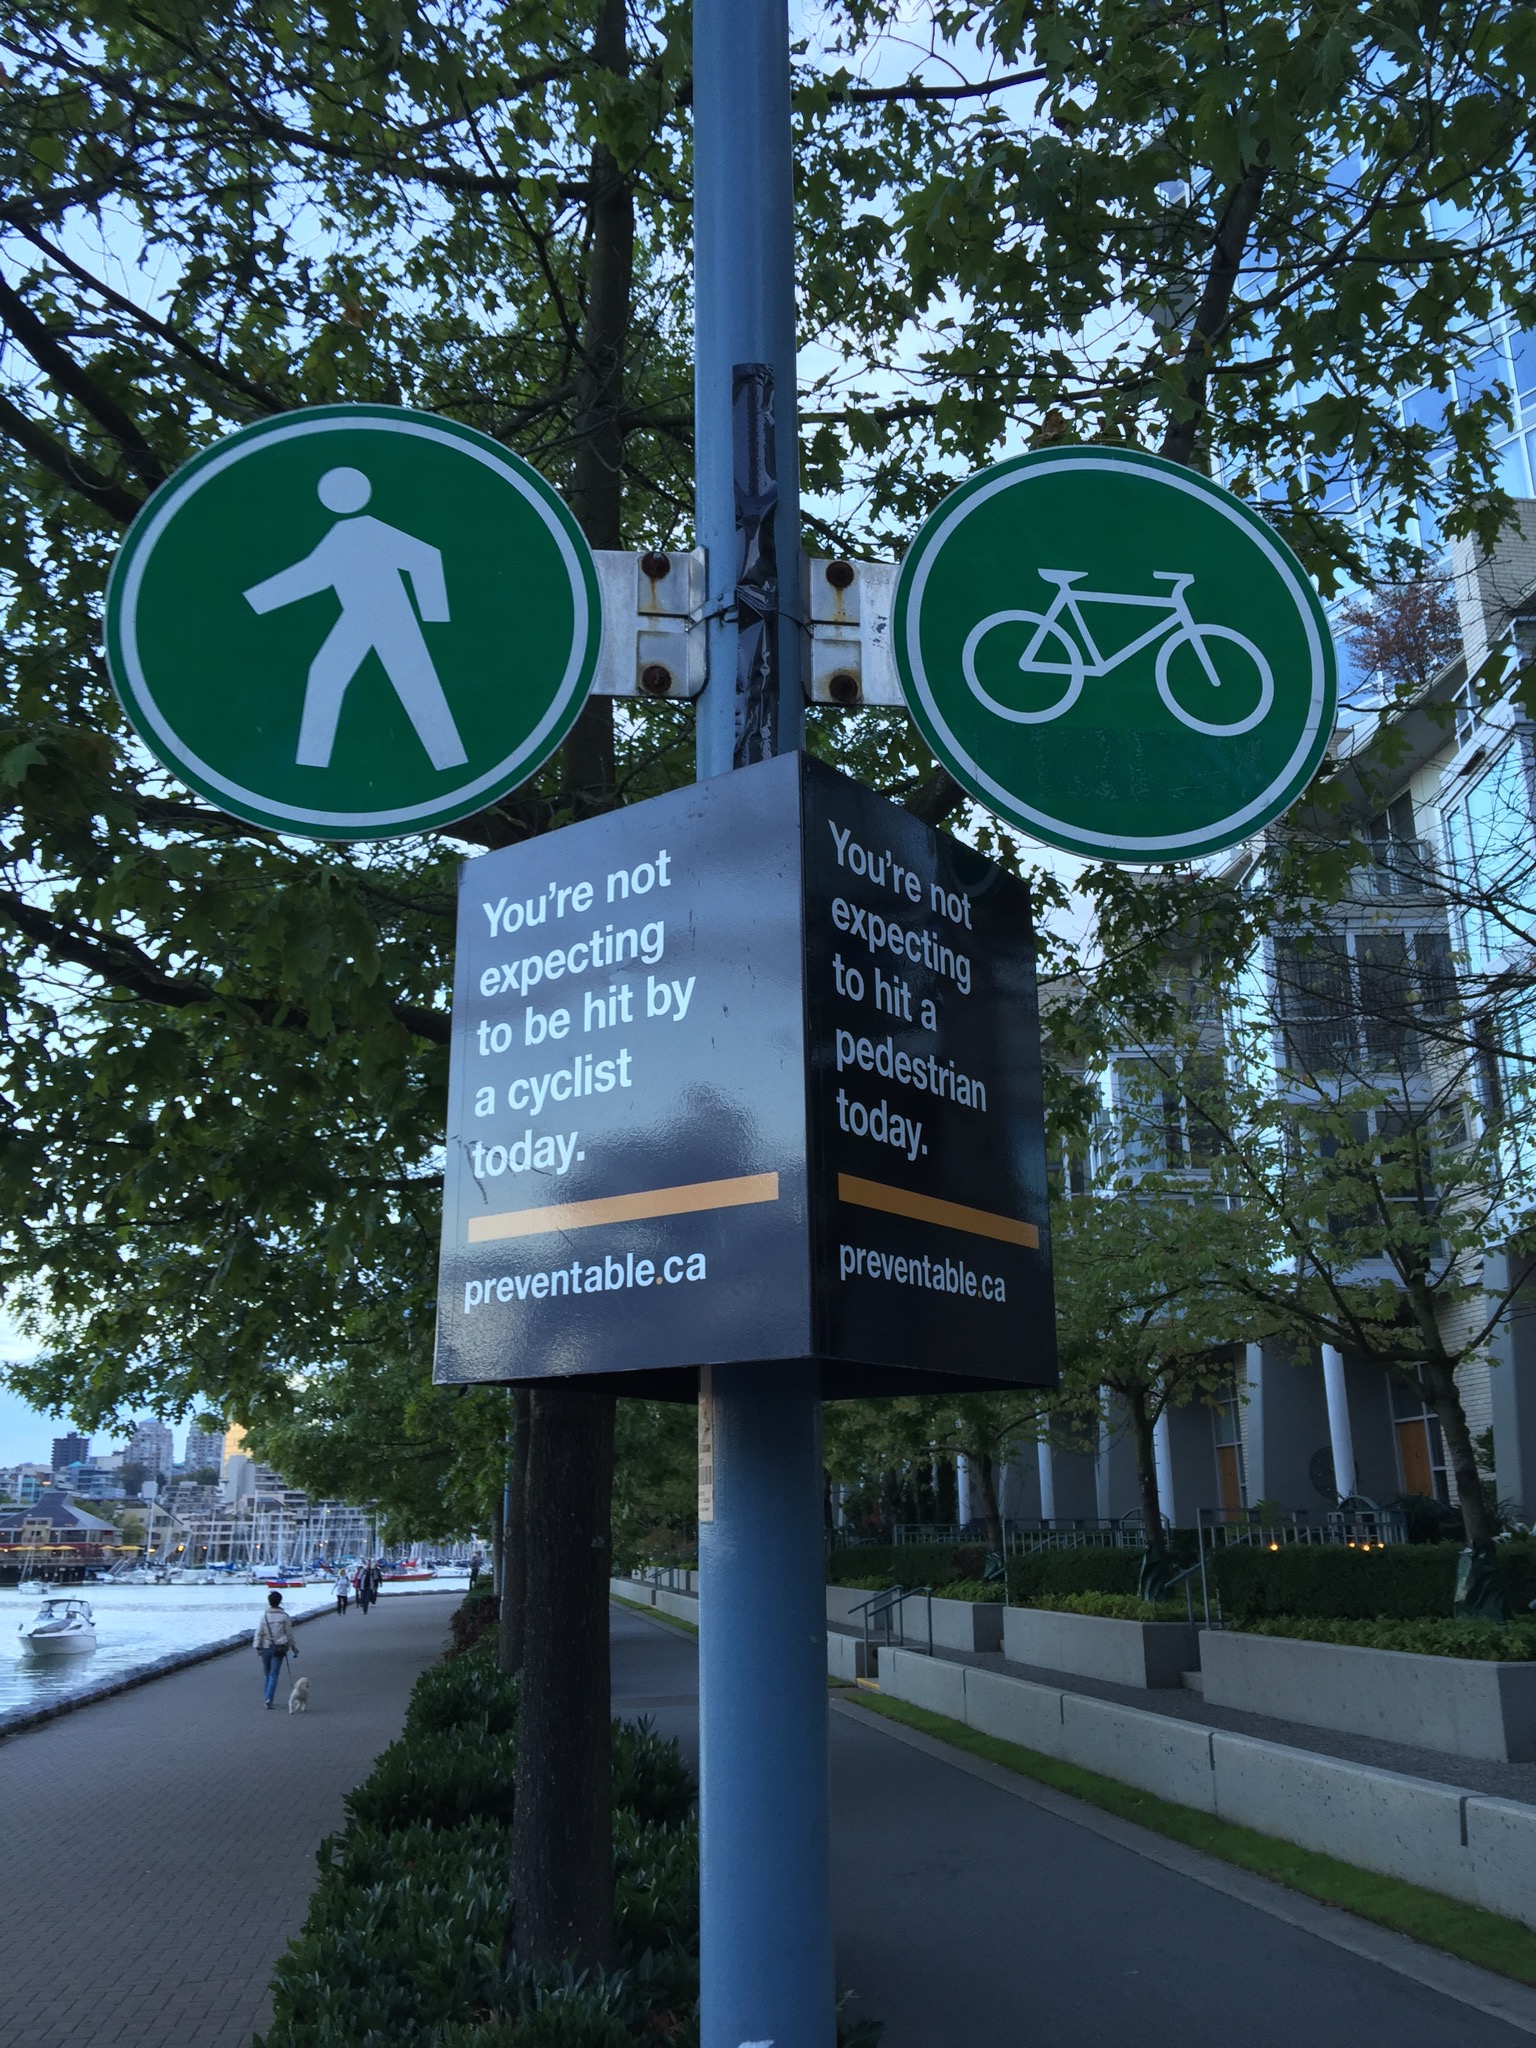 You're not
expecting
to be hit by
a cyclist
today.
preventable.ca
You're not
expecting
to hit a
pedestrian
today.
preventable.ca